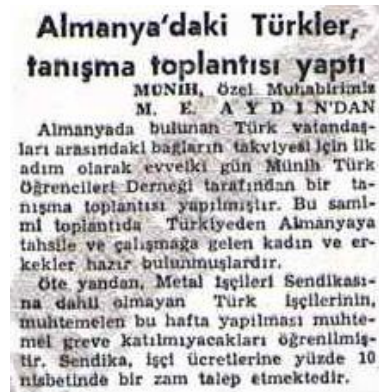 Almanya'daki Türkler,
tanışma toplantısı yaptı
MÜNİH, özel Muhabirimiz
M. E. AYDIN'DAN
Almanyada bulunan Türk vatandaş-
ları arasındaki bağların takviyesi için ilk
adım olarak evvelki gün Münih Türk
Öğrencileri Derneği tarafından bir ta-
nışma toplantısı yapılmıştır. Bu sami-
mî toplantıda Türkiyeden Almanyaya
tahsile ve çalışmağa gelen kadın ve er-
kekler hazır bulunmuşlardır.
Öte yandan, Metal İşçileri Sendikası-
na dahil olmayan Türk işçilerinin,
muhtemelen bu hafta yapılması muhte-
mel greve katılmıyacakları öğrenilmiş-
tir. Sendika, işçi ücretlerine yüzde 10
nisbetinde bir zam talep etmektedir.